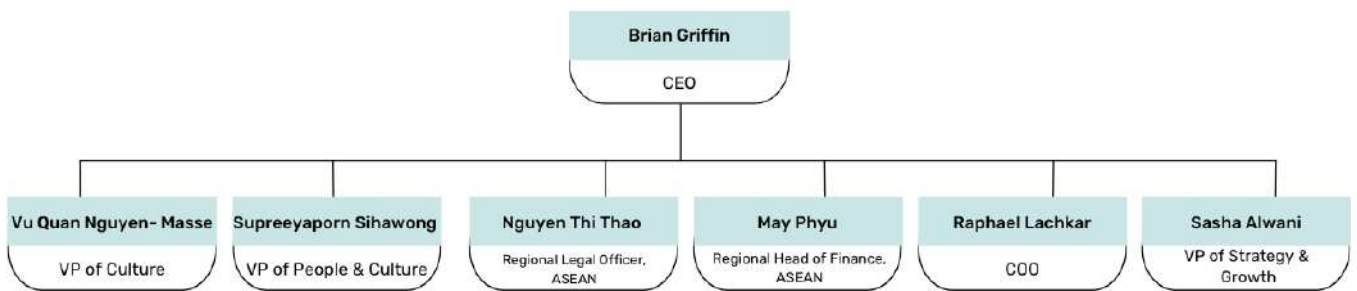 Brian Griffin
CEO
Vu Quan Nguyen- Masse
VP of Culture
Supreeyaporn Sihawong
VP of People & Culture
Nguyen Thi Thao
Regional Legal Officer,
ASEAN
May Phyu
Regional Head of Finance,
ASEAN
Raphael Lachkar
COO
Sasha Alwani
VP of Strategy &
Growth